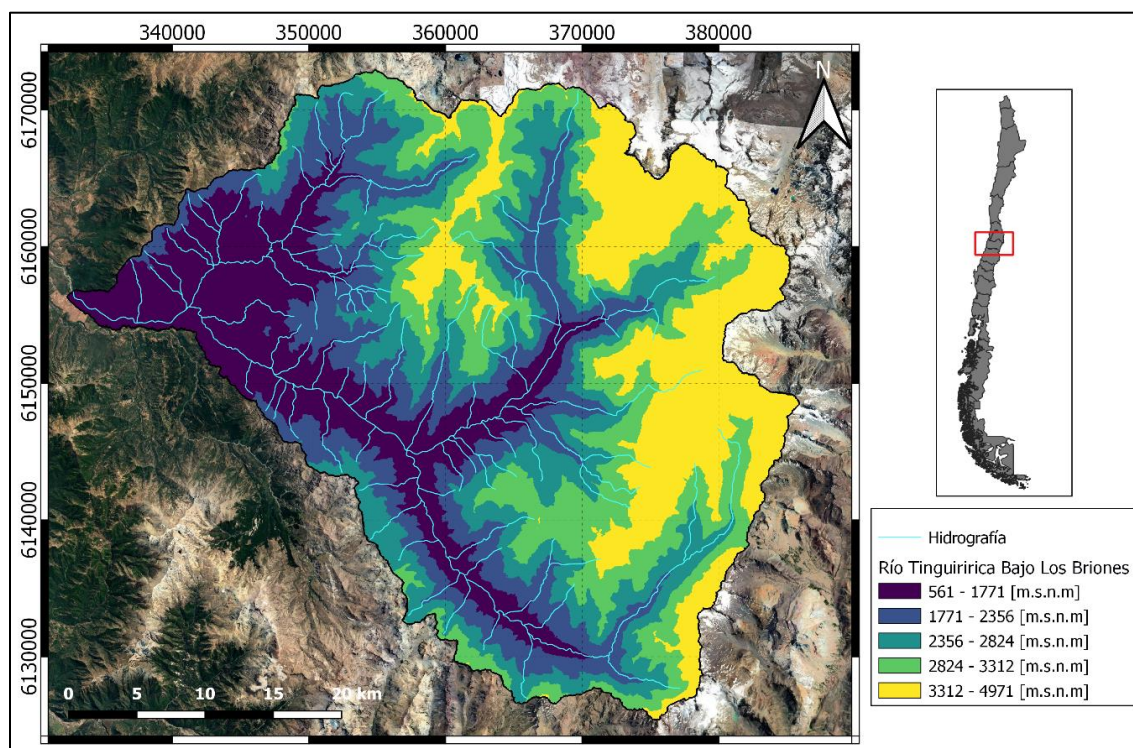 340000 350000 360000 370000 380000
6170000
6160000
6150000
6140000
6130000
N
0 5 10 15 20 km
Hidrografía
Río Tinguiririca Bajo Los Briones
561 - 1771 [m.s.n.m]
1771 - 2356 [m.s.n.m]
2356 - 2824 [m.s.n.m]
2824 - 3312 [m.s.n.m]
3312 - 4971 [m.s.n.m]